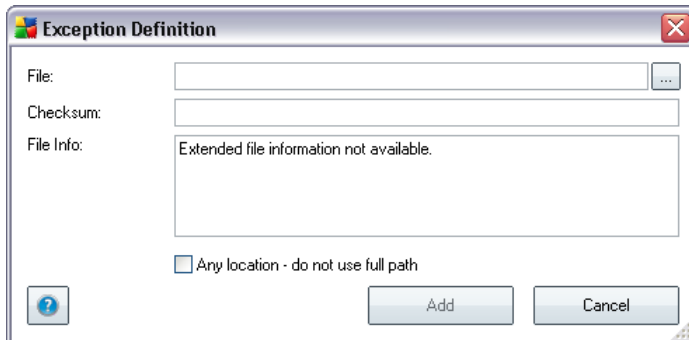 Exception Definition
File:
...
Checksum:
File Info:
Extended file information not available.
Any location - do not use full path
?
Add
Cancel